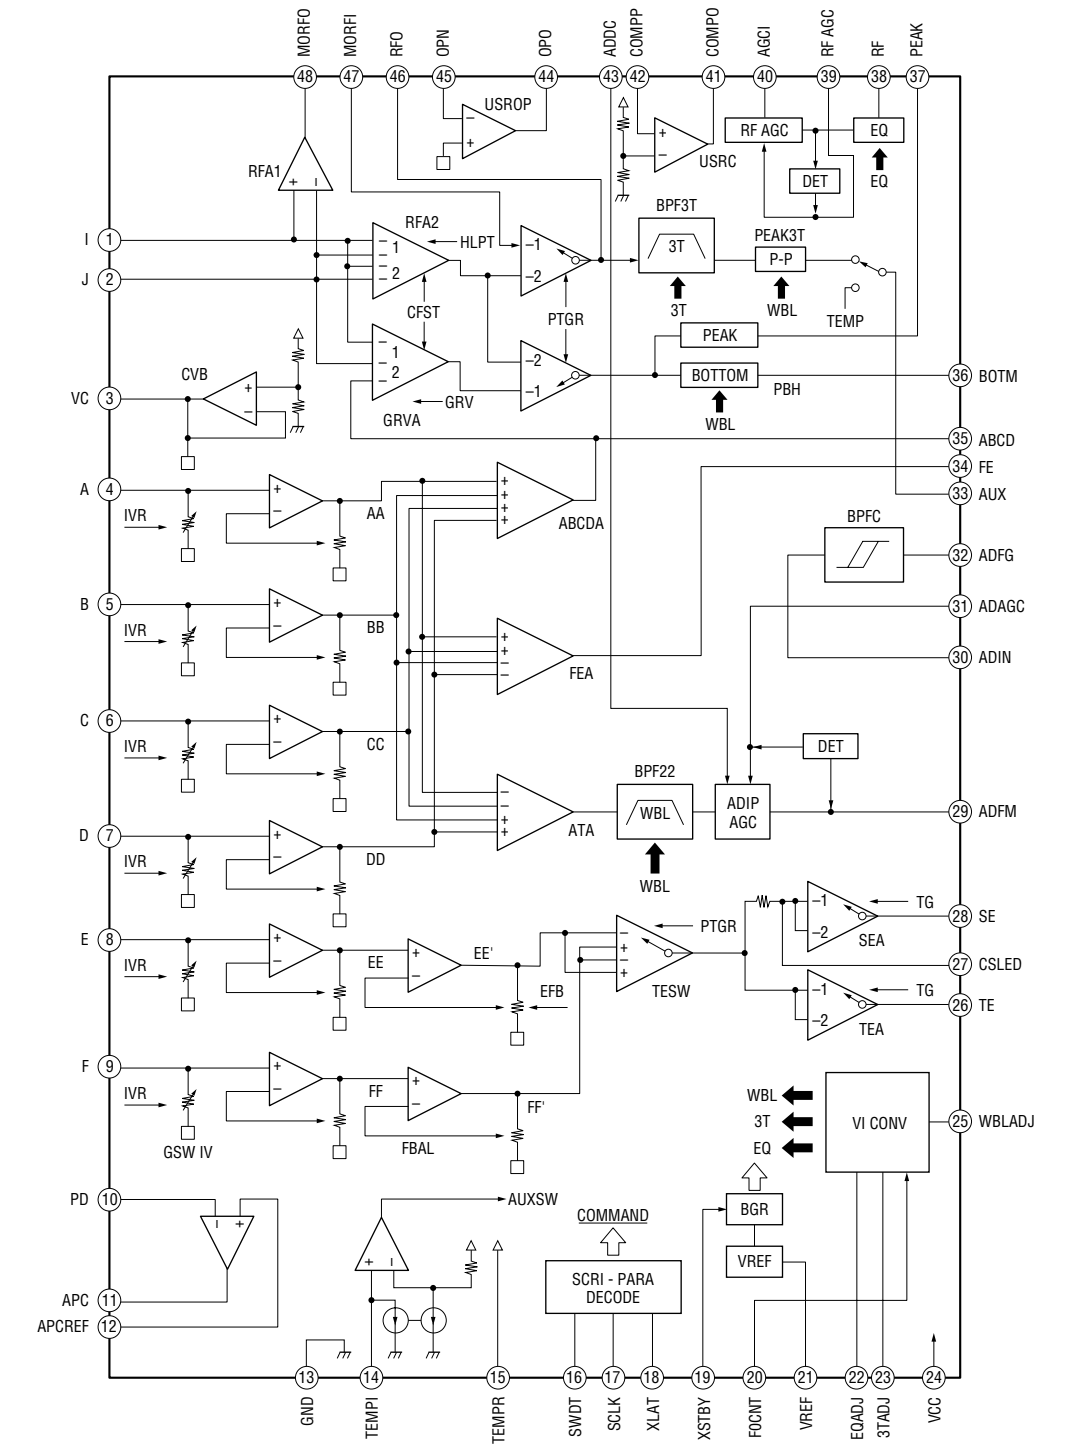 MORFO MORFI RFO OPN OPO ADDC COMPP COMPO AGCI RF AGC RF PEAK
48 47 46 45 44 43 42 41 40 39 38 37
USROP
− +
RFA1
+ −
+ −
USRC
RF AGC EQ
DET
EQ
I 1
J 2
RFA2
−1
−
−
−2
HLPT
CFST
−1
−2
PTGR
BPF3T
3T
3T
PEAK3T
P-P
WBL
TEMP
−1
2
−
GRV
GRVA
−2
−1
PEAK
BOTTOM
WBL
PBH
36 BOTM
CVB
+ −
VC 3
35 ABCD
34 FE
33 AUX
A 4
IVR
+ −
AA
+
+
+
+
ABCDA
BPFC
32 ADFG
31 ADAGC
30 ADIN
B 5
IVR
+ −
BB
+
+
−
−
FEA
C 6
IVR
+ −
CC
D 7
IVR
+ −
DD
−
−
+
+
ATA
BPF22
WBL
WBL
ADIP
AGC
DET
29 ADFM
E 8
IVR
+ −
EE
+ −
EE'
EFB
−
+
−
+
PTGR
TESW
−1
−2
TG
SEA
28 SE
27 CSLED
−1
−2
TG
TEA
26 TE
F 9
IVR
GSW IV
+ −
FF
+ −
FBAL
FF'
WBL
3T
EQ
VI CONV
25 WBLADJ
PD 10
− +
APC 11
APCREF 12
AUXSW
+ −
COMMAND
SCRI - PARA
DECODE
BGR
VREF
13 14 15 16 17 18 19 20 21 22 23 24
GND TEMPI TEMPR SWDT SCLK XLAT XSTBY F0CNT VREF EQADJ 3TADJ VCC